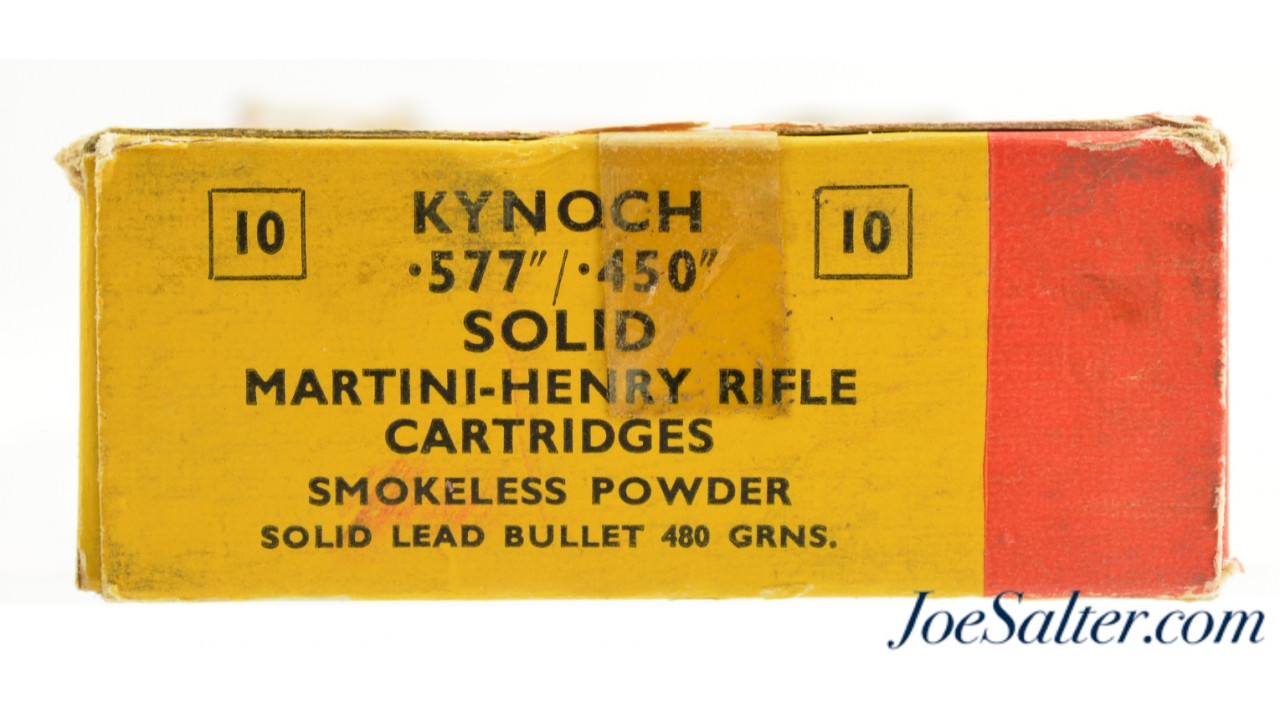 10 KYNOCH 10
·577"/·450"
SOLID
MARTINI-HENRY RIFLE
CARTRIDGES
SMOKELESS POWDER
SOLID LEAD BULLET 480 GRNS.
JoeSalter.com